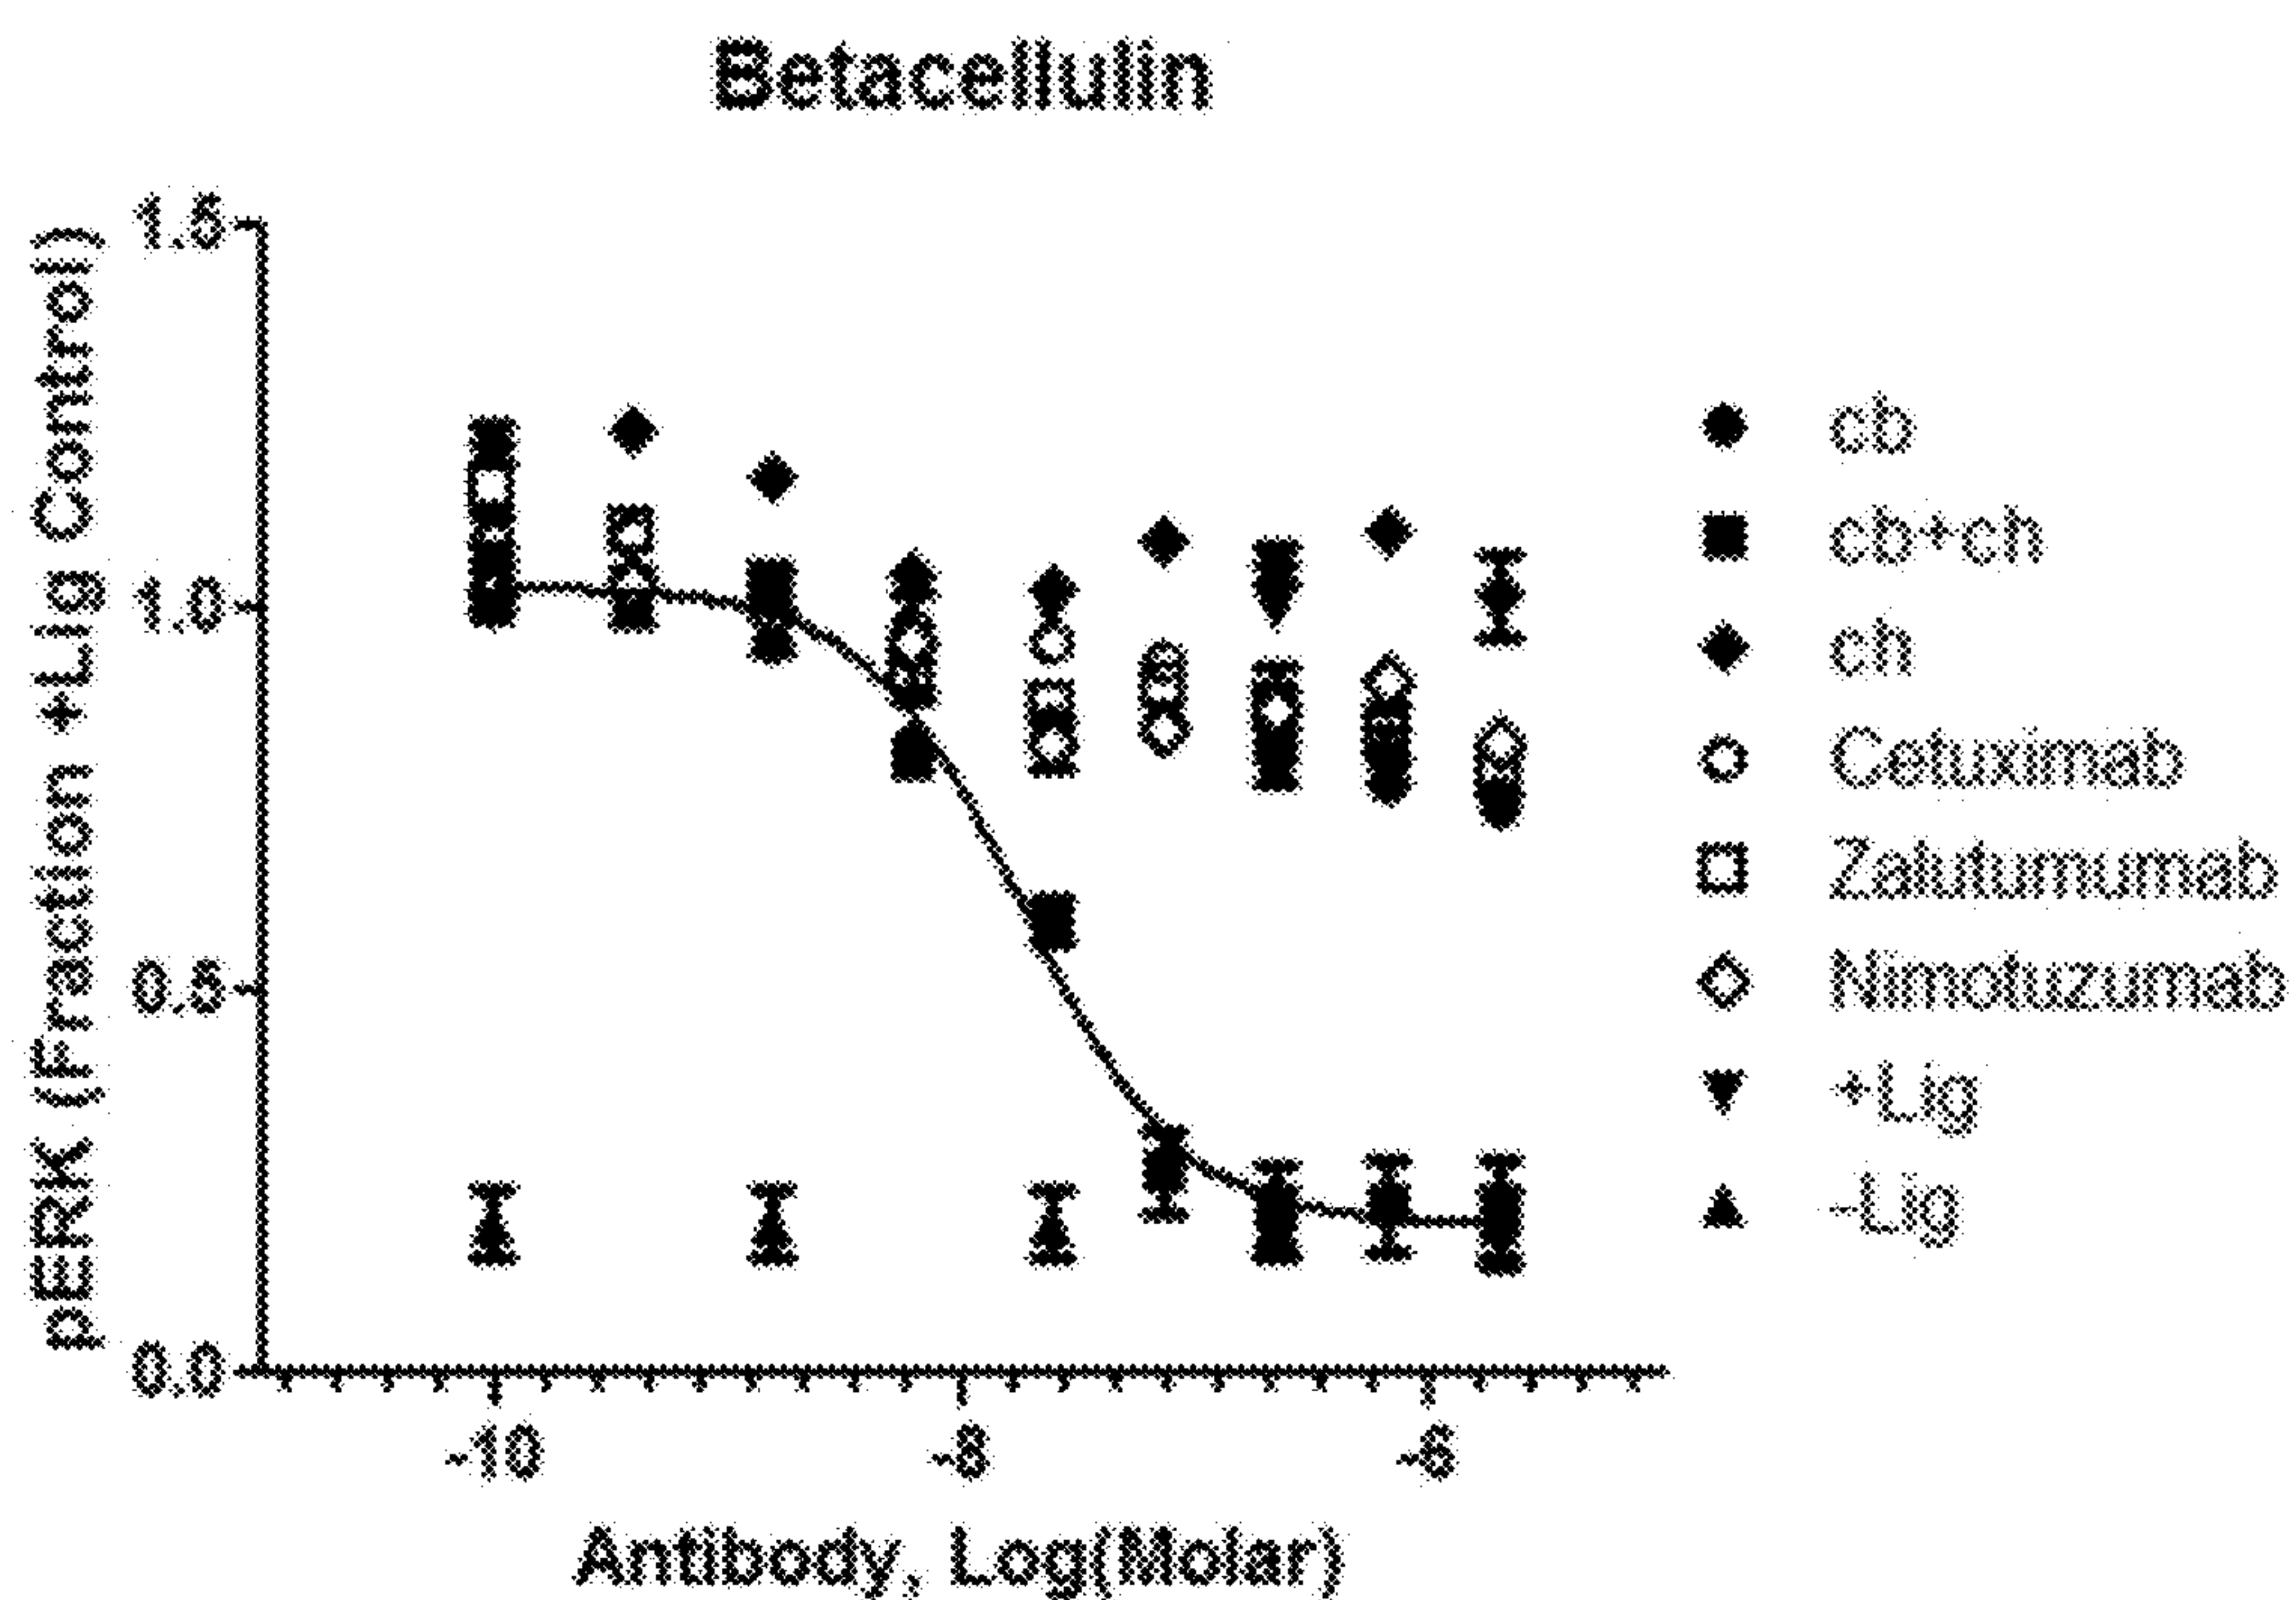 Betacellulin
pERK (Fraction +Lig Control)
1.5
1.0
0.5
0.0
-10
-8
-6
Antibody, Log(Molar)
cb
cb+ch
ch
Cetuximab
Zalutumumab
Nimotuzumab
+Lig
-Lig